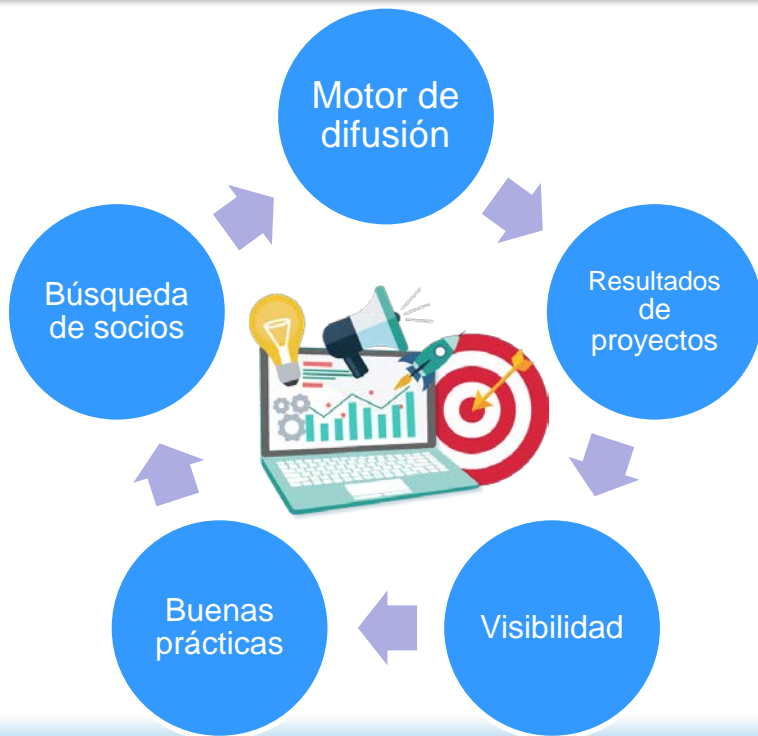 Motor de
difusión
Resultados
de
proyectos
Visibilidad
Buenas
prácticas
Búsqueda
de socios